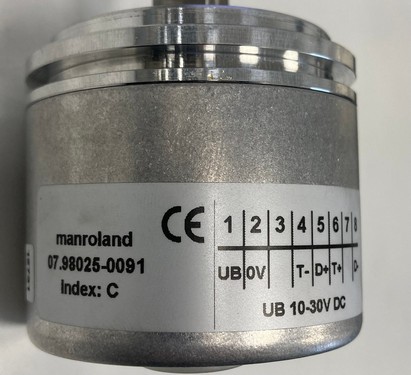 manroland
07.98025-0091
Index: C
CE
1 2 3 4 5 6 7 8
UB 0V T- D+ T+ D-
UB 10-30V DC